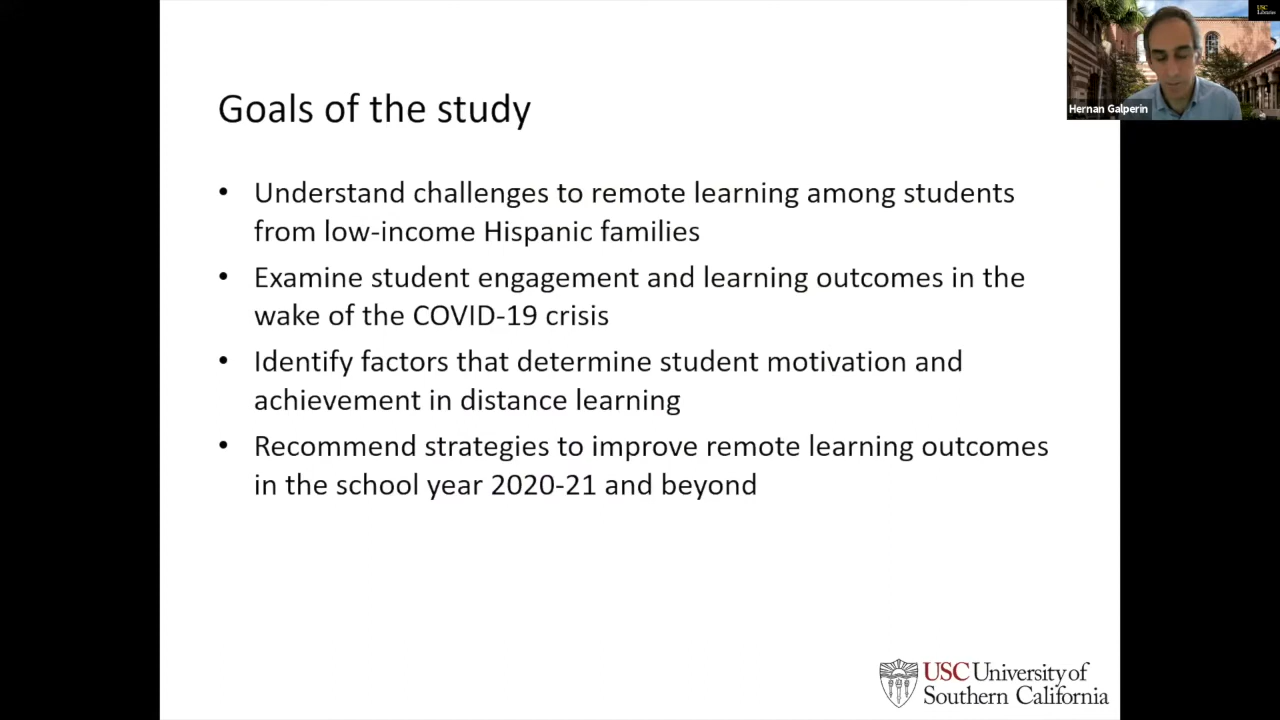 Goals of the study
• Understand challenges to remote learning among students
from low-income Hispanic families
• Examine student engagement and learning outcomes in the
wake of the COVID-19 crisis
• Identify factors that determine student motivation and
achievement in distance learning
• Recommend strategies to improve remote learning outcomes
in the school year 2020-21 and beyond
USC University of
Southern California
Hernan Galperin
USC
Libraries